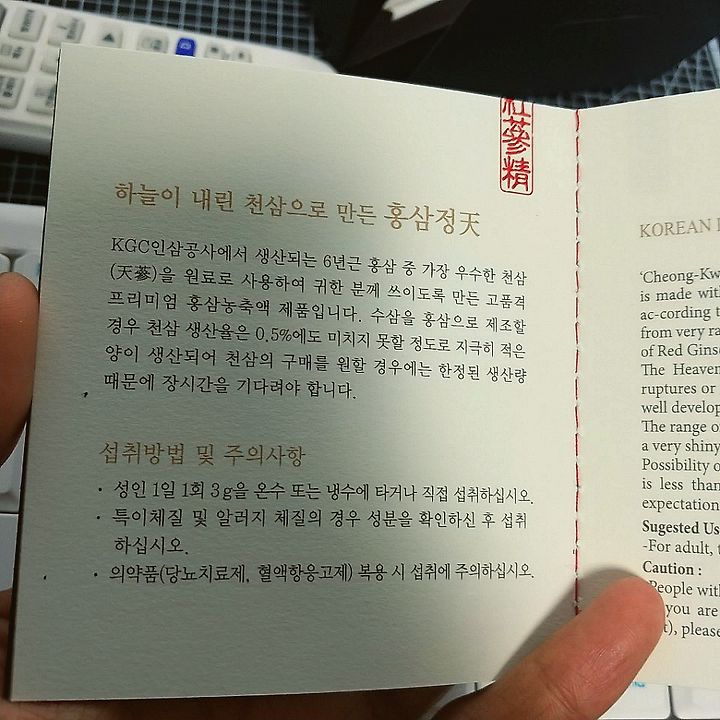 紅蔘精
하늘이 내린 천삼으로 만든 홍삼정天
KGC인삼공사에서 생산되는 6년근 홍삼 중 가장 우수한 천삼
(天蔘)을 원료로 사용하여 귀한 분께 쓰이도록 만든 고품격
프리미엄 홍삼농축액 제품입니다. 수삼을 홍삼으로 제조할
경우 천삼 생산율은 0.5%에도 미치지 못할 정도로 지극히 적은
양이 생산되어 천삼의 구매를 원할 경우에는 한정된 생산량
때문에 장시간을 기다려야 합니다.
섭취방법 및 주의사항
· 성인 1일 1회 3g을 온수 또는 냉수에 타거나 직접 섭취하십시오.
· 특이체질 및 알러지 체질의 경우 성분을 확인하신 후 섭취
하십시오.
· 의약품(당뇨치료제, 혈액항응고제) 복용 시 섭취에 주의하십시오.
KOREAN
'Cheong-Kw
is made with
ac-cording t
from very ra
of Red Gins
The Heaven
ruptures or
well develop
The range o
a very shiny
Possibility o
is less than
expectation
Sugested Us
-For adult, t
Caution :
People with
you are
t), please